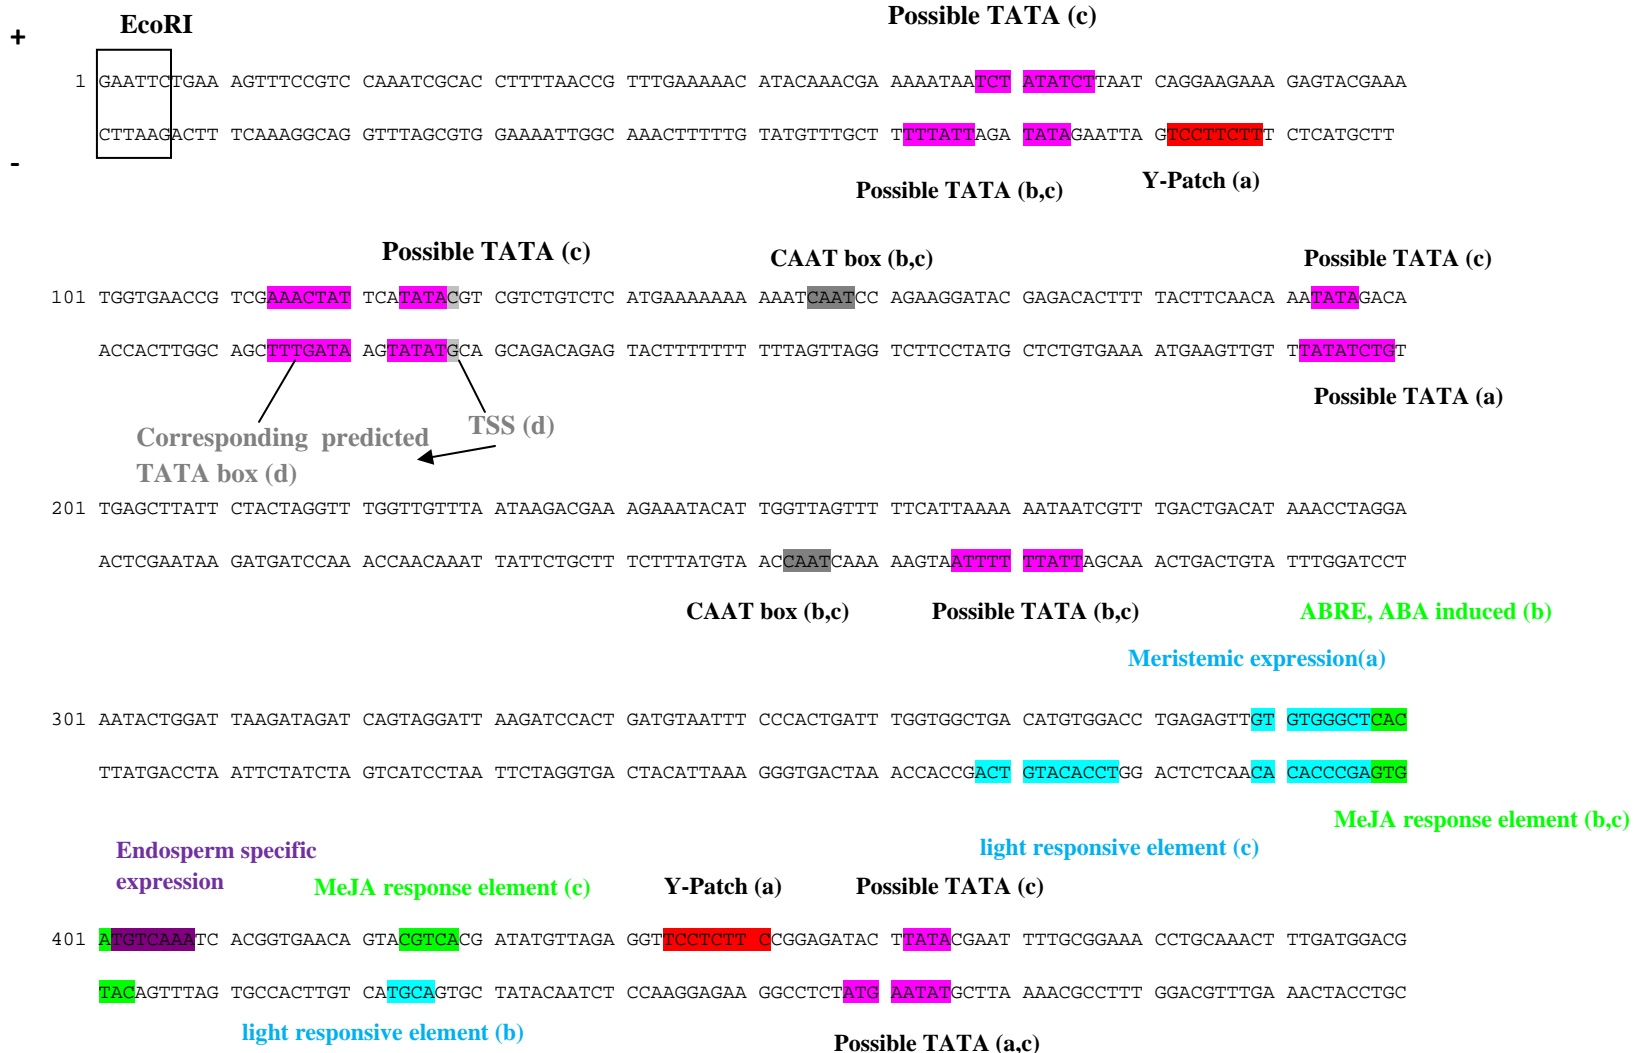 Possible TATA (c)
EcoRI
+
1 GAATTCTGAA AGTTTCCGTC CAAATCGCAC CTTTTAACCG TTTGAAAAAC ATACAAACGA AAAATAATCT ATATCTTAAT CAGGAAGAAA GAGTACGAAA
CTTAAGACTT TCAAAGGCAG GTTTAGCGTG GAAAATTGGC AAACTTTTTG TATGTTTGCT TTTTATTAGA TATAGAATTA GTCCTTCTTT CTCATGCTT
-
Possible TATA (b,c) Y-Patch (a)
Possible TATA (c) CAAT box (b,c) Possible TATA (c)
101 TGGTGAACCG TCGAAACTAT TCATATACGT CGTCTGTCTC ATGAAAAAAA AAATCAATCC AGAAGGATAC GAGACACTTT TACTTCAACA AATATAGACA
ACCACTTGGC AGCTTTGATA AGTATATGCA GCAGACAGAG TACTTTTTTT TTTAGTTAGG TCTTCCTATG CTCTGTGAAA ATGAAGTTGT TTATATCTGT
Possible TATA (a)
Corresponding predicted
TATA box (d)
TSS (d)
201 TGAGCTTATT CTACTAGGTT TGGTTGTTTA ATAAGACGAA AGAAATACAT TGGTTAGTTT TTCATTAAAA AATAATCGTT TGACTGACAT AAACCTAGGA
ACTCGAATAA GATGATCCAA ACCAACAAAT TATTCTGCTT TCTTTATGTA ACCAATCAAA AAGTAATTTT TTATTAGCAA ACTGACTGTA TTTGGATCCT
CAAT box (b,c) Possible TATA (b,c) ABRE, ABA induced (b)
Meristemic expression(a)
301 AATACTGGAT TAAGATAGAT CAGTAGGATT AAGATCCACT GATGTAATTT CCCACTGATT TGGTGGCTGA CATGTGGACC TGAGAGTTGT GTGGGCTCAC
TTATGACCTA ATTCTATCTA GTCATCCTAA TTCTAGGTGA CTACATTAAA GGGTGACTAA ACCACCGACT GTACACCTGG ACTCTCAACA CACCCGAGTG
MeJA response element (b,c)
light responsive element (c)
Endosperm specific
expression
MeJA response element (c) Y-Patch (a) Possible TATA (c)
401 ATGTCAAATC ACGGTGAACA GTACGTCACG ATATGTTAGA GGTTCCTCTT CCGGAGATAC TTATACGAAT TTTGCGGAAA CCTGCAAACT TTGATGGACG
TACAGTTTAG TGCCACTTGT CATGCAGTGC TATACAATCT CCAAGGAGAA GGCCTCTATG AATATGCTTA AAACGCCTTT GGACGTTTGA AACTACCTGC
light responsive element (b)
Possible TATA (a,c)